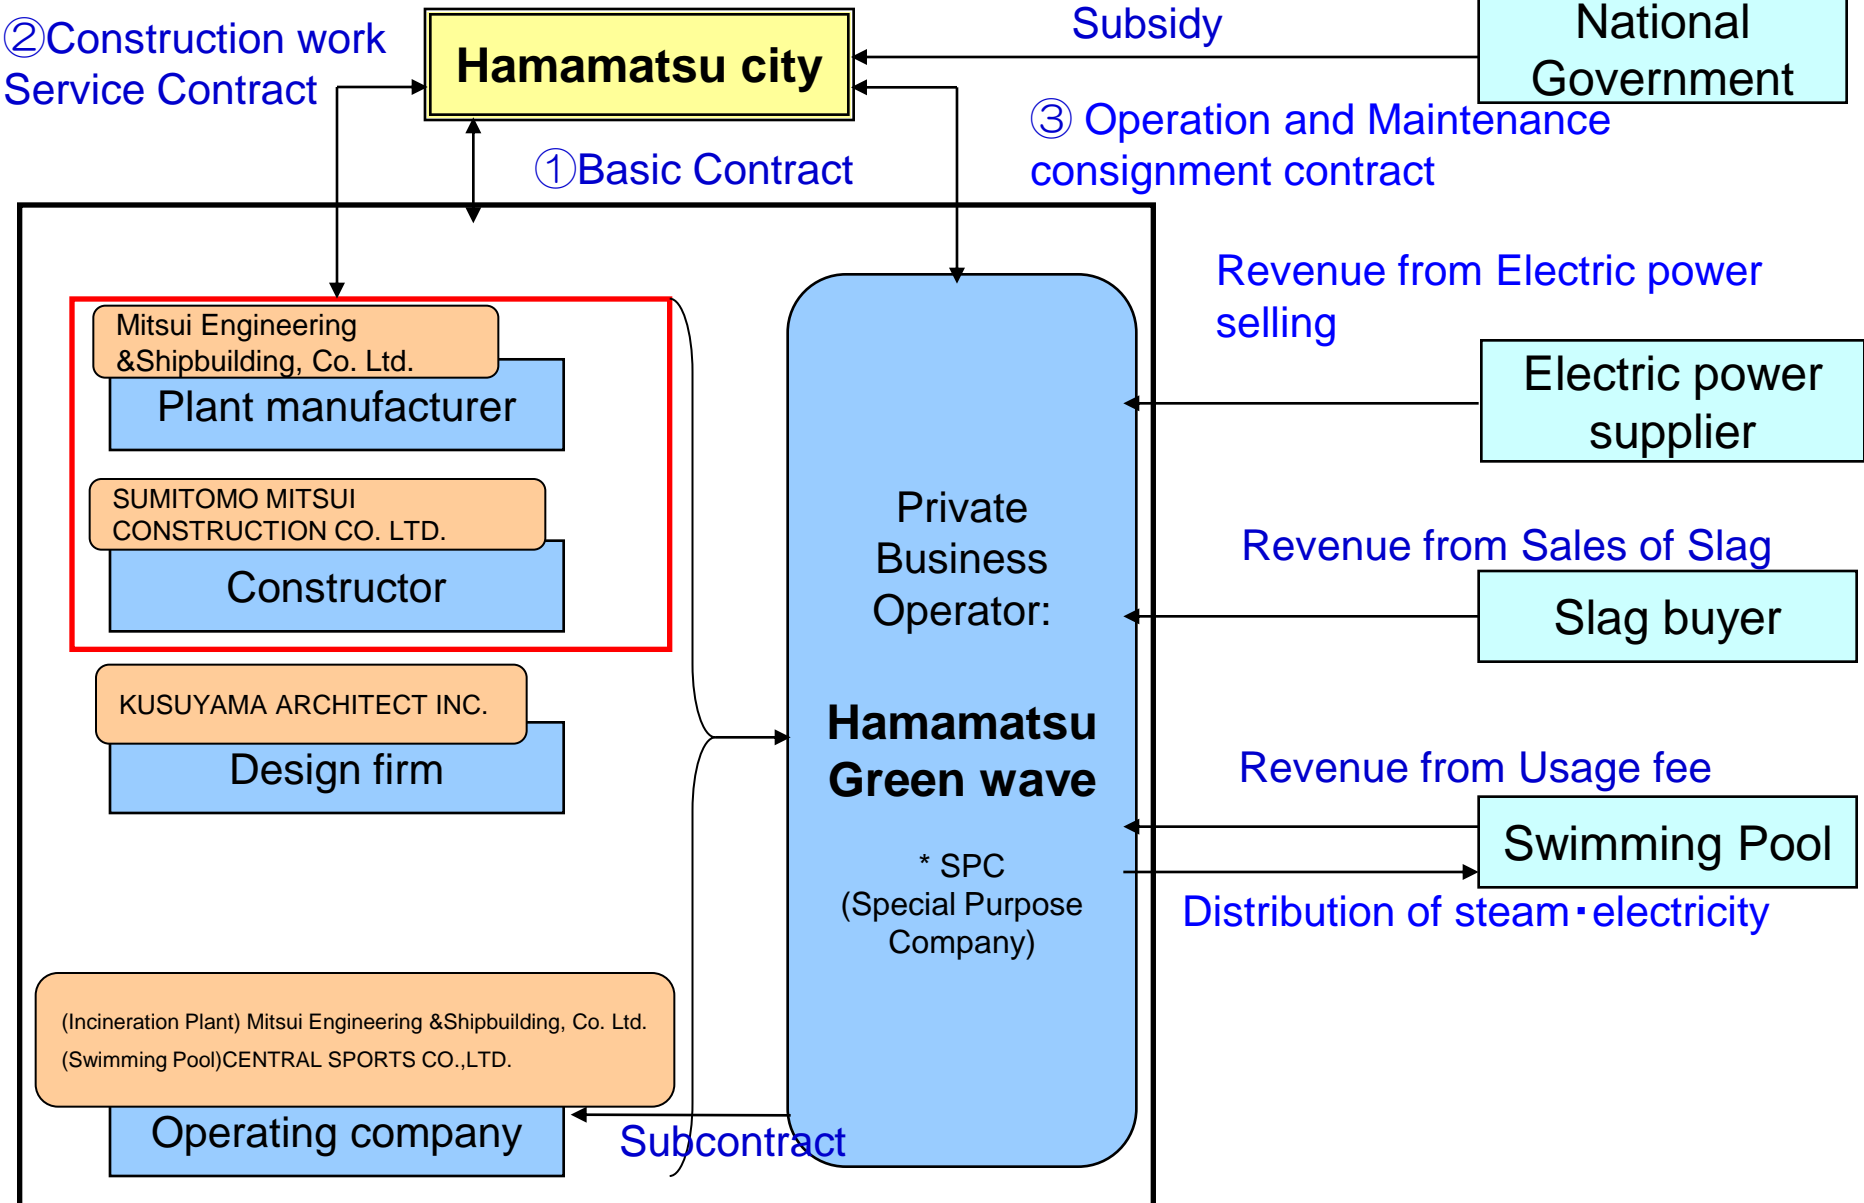 ②Construction work
Service Contract
Hamamatsu city
Subsidy
National
Government
①Basic Contract
③ Operation and Maintenance
consignment contract
Mitsui Engineering
&Shipbuilding, Co. Ltd.
Plant manufacturer
SUMITOMO MITSUI
CONSTRUCTION CO. LTD.
Constructor
KUSUYAMA ARCHITECT INC.
Design firm
(Incineration Plant) Mitsui Engineering &Shipbuilding, Co. Ltd.
(Swimming Pool)CENTRAL SPORTS CO.,LTD.
Operating company
Subcontract
Private
Business
Operator:
Hamamatsu
Green wave
* SPC
(Special Purpose
Company)
Revenue from Electric power
selling
Electric power
supplier
Revenue from Sales of Slag
Slag buyer
Revenue from Usage fee
Swimming Pool
Distribution of steam・electricity